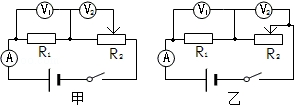 V₁ V₂ V₁ V₂
R₁ R₂ R₁ R₂
A A
甲 乙